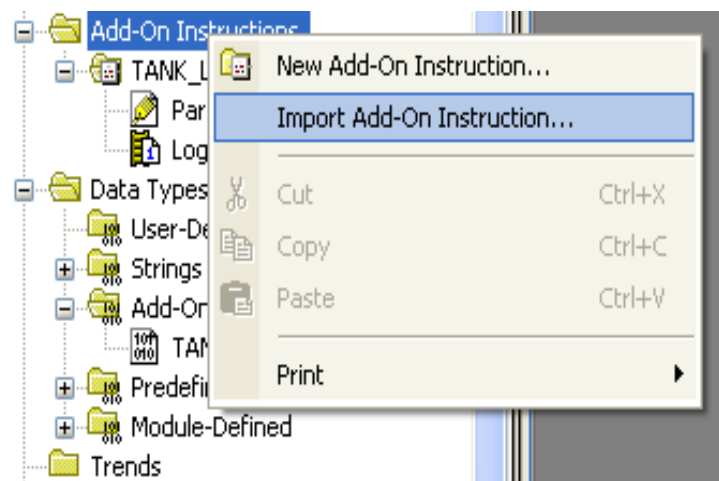 Add-On Instructions
TANK_L
New Add-On Instruction...
Par
Import Add-On Instruction...
Log
Data Types
Cut Ctrl+X
User-De
Copy Ctrl+C
Strings
Add-On
Paste Ctrl+V
TAN
Print
Predefin
Module-Defined
Trends